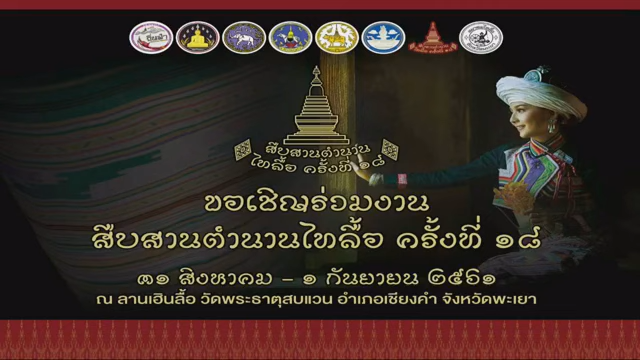 สืบสานตำนาน
ไทลื้อ ครั้งที่ ๑๘
ขอเชิญร่วมงาน
สืบสานตำนานไทลื้อ ครั้งที่ ๑๘
๓๑ สิงหาคม – ๑ กันยายน ๒๕๖๑
ณ ลานเฮินลื้อ วัดพระธาตุสบแวน อำเภอเชียงคำ จังหวัดพะเยา